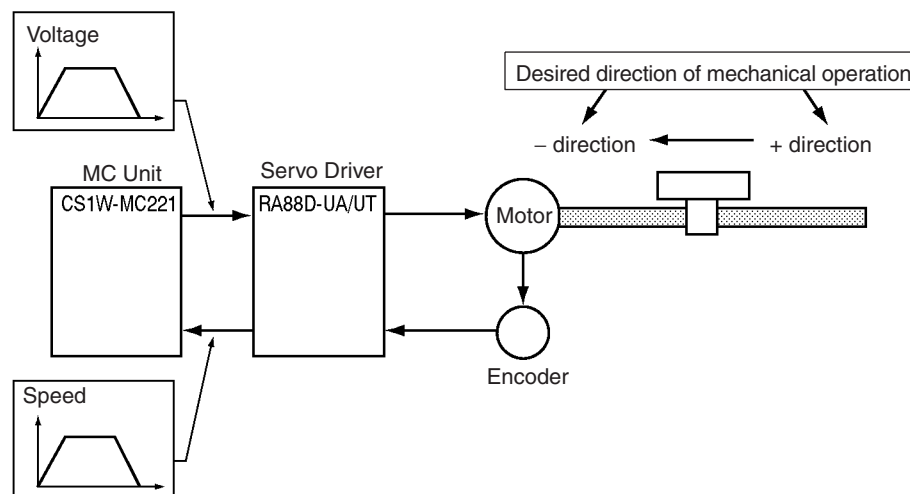 Voltage
Desired direction of mechanical operation
– direction
+ direction
MC Unit
Servo Driver
CS1W-MC221
RA88D-UA/UT
Motor
Encoder
Speed